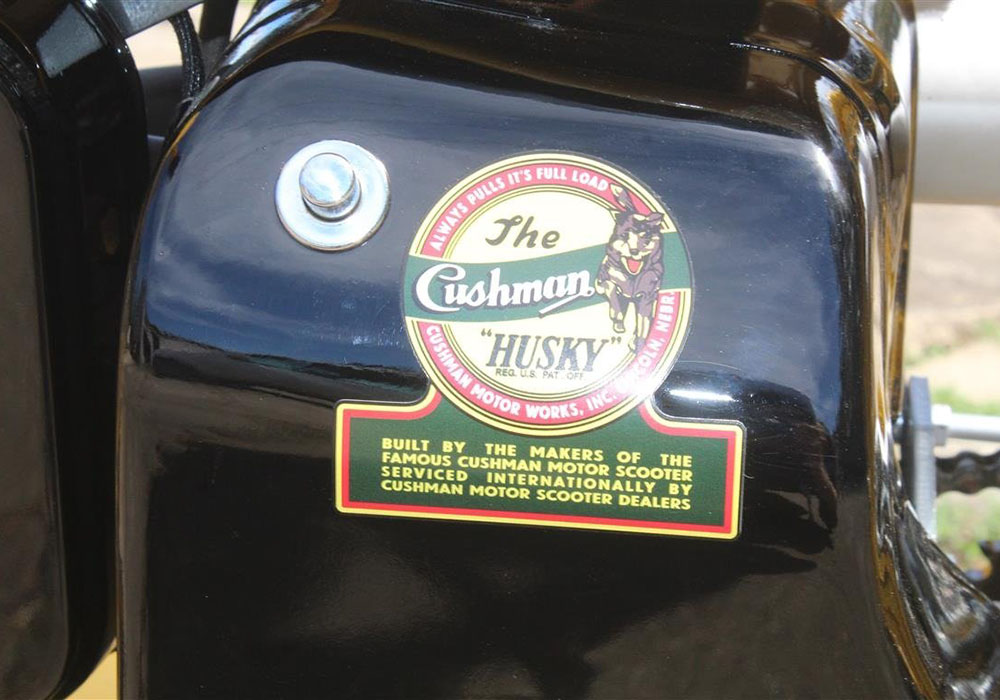 ALWAYS PULLS IT'S FULL LOAD
The
Cushman
"HUSKY"
REG. U.S. PAT. OFF.
CUSHMAN MOTOR WORKS, INC. NEBR.
BUILT BY THE MAKERS OF THE
FAMOUS CUSHMAN MOTOR SCOOTER
SERVICED INTERNATIONALLY BY
CUSHMAN MOTOR SCOOTER DEALERS